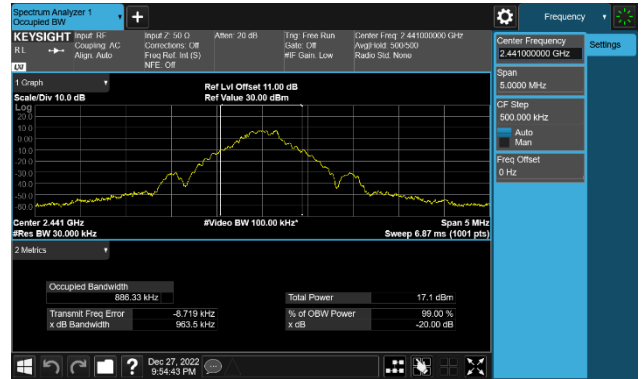 Spectrum Analyzer 1
Occupied BW
+
Frequency
KEYSIGHT
RL
LXI
Input: RF
Coupling: AC
Align: Auto
Input Z: 50 Ω
Corrections: Off
Freq Ref: Int (S)
NFE: Off
Atten: 20 dB
Trig: Free Run
Gate: Off
#IF Gain: Low
Center Freq: 2.441000000 GHz
Avg|Hold: 500/500
Radio Std: None
Center Frequency
2.441000000 GHz
Settings
Span
5.0000 MHz
CF Step
500.000 kHz
Auto
Man
Freq Offset
0 Hz
1 Graph
Scale/Div 10.0 dB
Ref Lvl Offset 11.00 dB
Ref Value 30.00 dBm
Log
20.0
10.0
0.00
-10.0
-20.0
-30.0
-40.0
-50.0
-60.0
Center 2.441 GHz
#Res BW 30.000 kHz
#Video BW 100.00 kHz*
Span 5 MHz
Sweep 6.87 ms (1001 pts)
2 Metrics
Occupied Bandwidth
886.33 kHz
Total Power 17.1 dBm
Transmit Freq Error -8.719 kHz
% of OBW Power 99.00 %
x dB Bandwidth 963.5 kHz
x dB -20.00 dB
?
Dec 27, 2022
9:54:43 PM